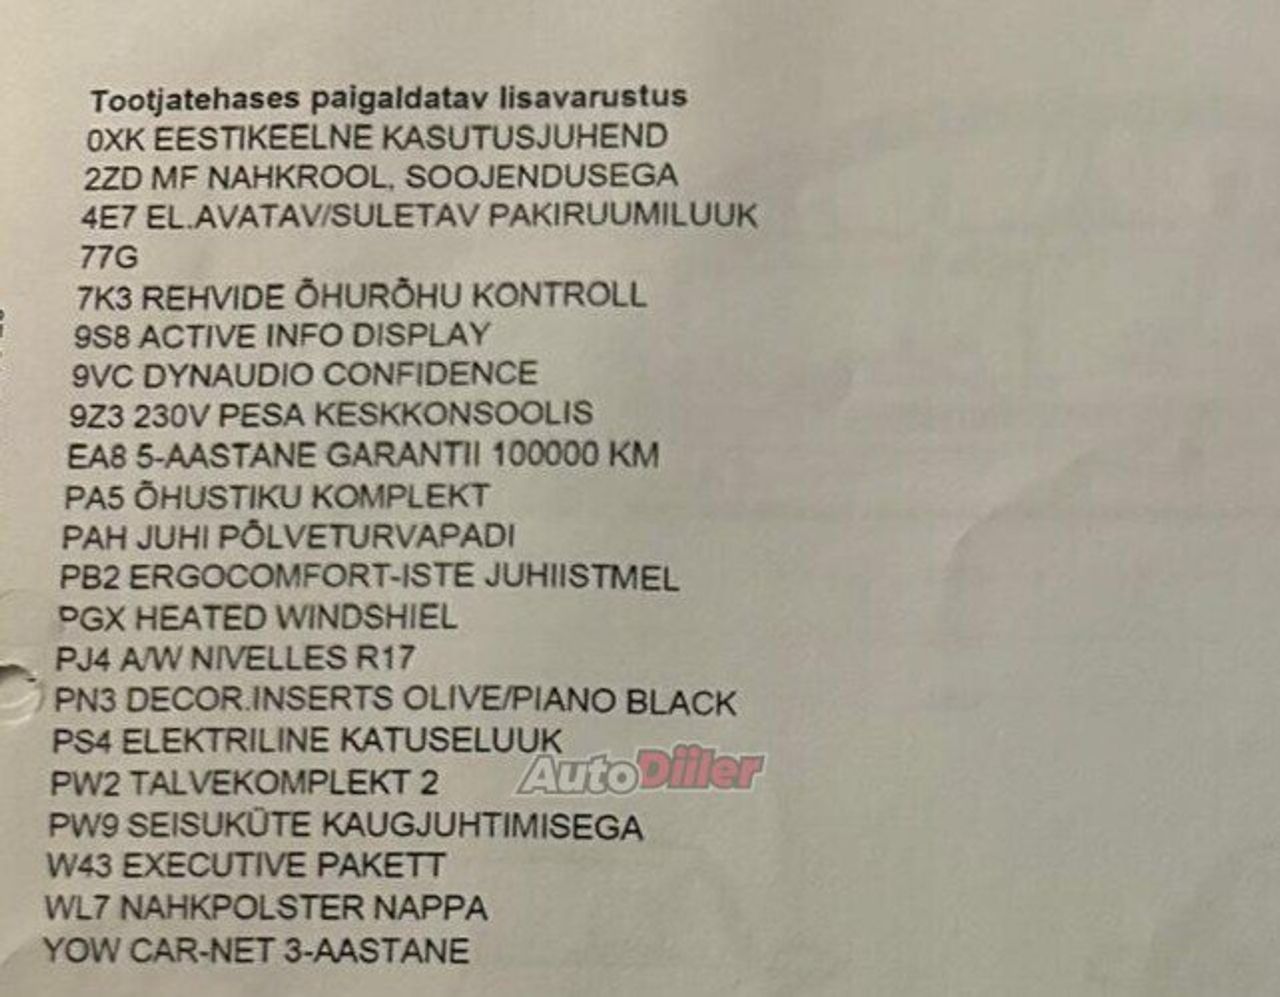 Tootjatehases paigaldatav lisavarustus
0XK EESTIKEELNE KASUTUSJUHEND
2ZD MF NAHKROOL, SOOJENDUSEGA
4E7 EL.AVATAV/SULETAV PAKIRUUMILUUK
77G
7K3 REHVIDE ÕHURÕHU KONTROLL
9S8 ACTIVE INFO DISPLAY
9VC DYNAUDIO CONFIDENCE
9Z3 230V PESA KESKKONSOOLIS
EA8 5-AASTANE GARANTII 100000 KM
PA5 ÕHUSTIKU KOMPLEKT
PAH JUHI PÕLVETURVAPADI
PB2 ERGOCOMFORT-ISTE JUHIISTMEL
PGX HEATED WINDSHIEL
PJ4 A/W NIVELLES R17
PN3 DECOR.INSERTS OLIVE/PIANO BLACK
PS4 ELEKTRILINE KATUSELUUK
AutoDiiler
PW2 TALVEKOMPLEKT 2
PW9 SEISUKÜTE KAUGJUHTIMISEGA
W43 EXECUTIVE PAKETT
WL7 NAHKPOLSTER NAPPA
YOW CAR-NET 3-AASTANE